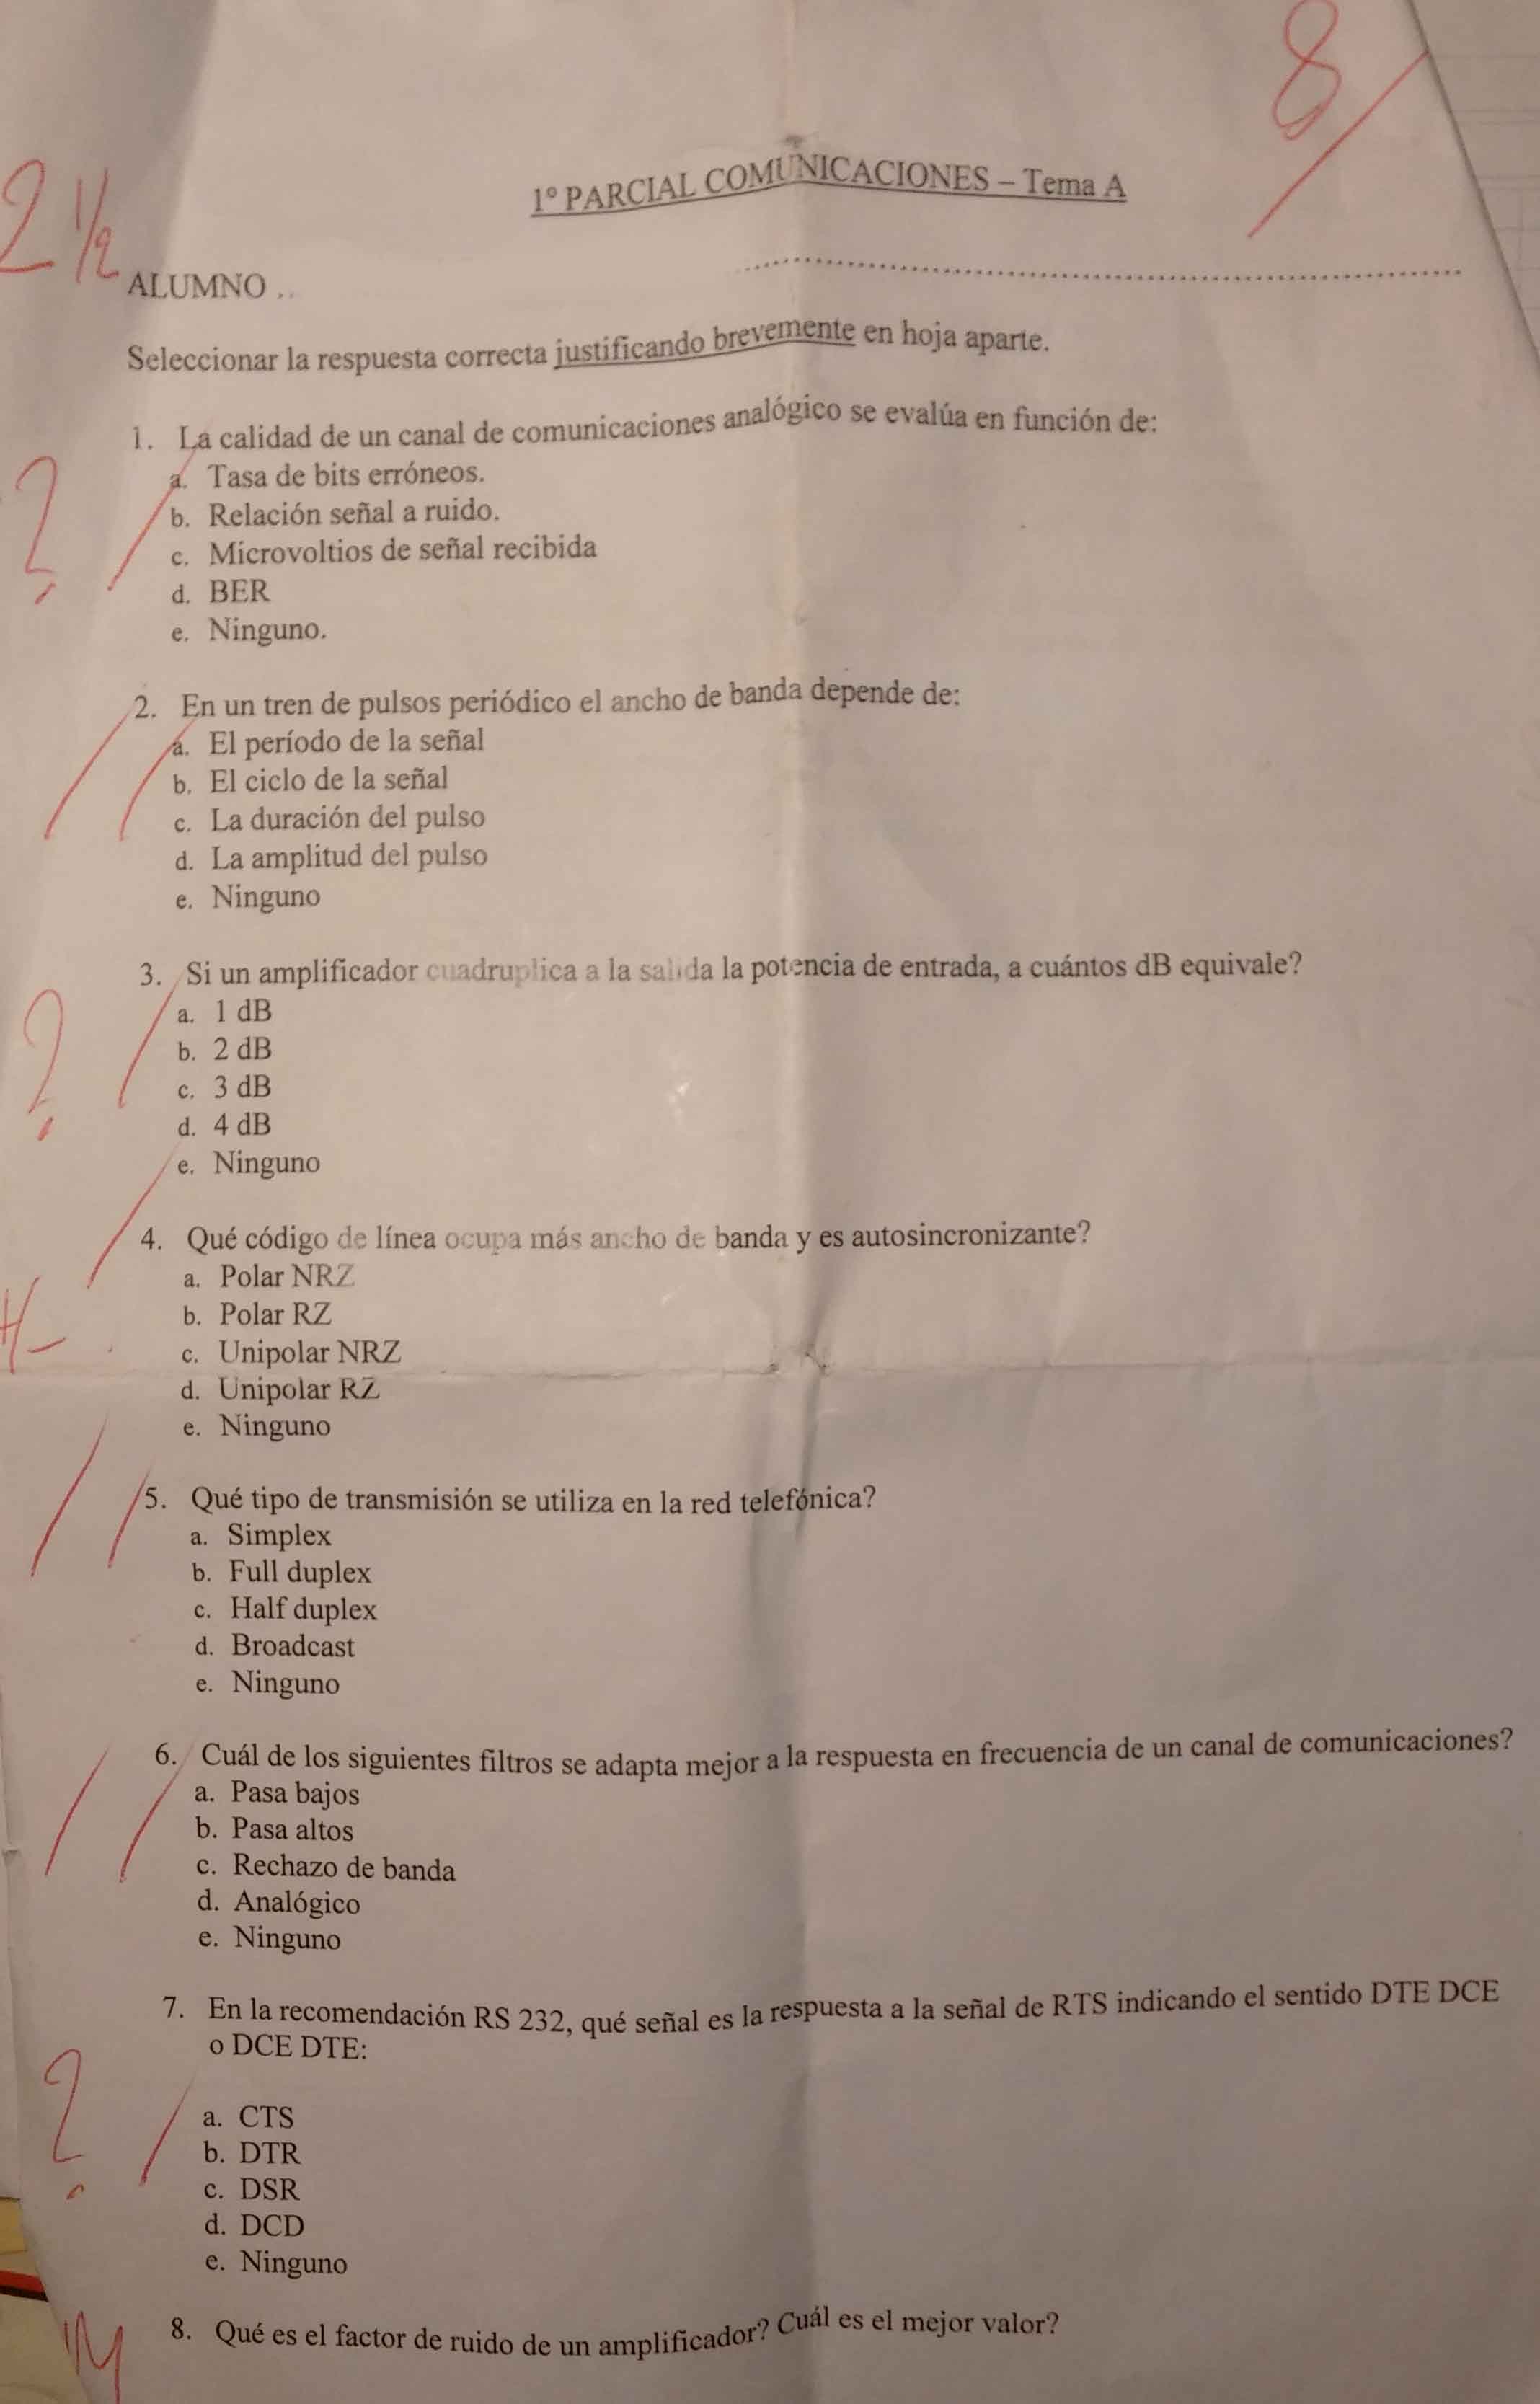 8
1º PARCIAL COMUNICACIONES – Tema A
2 1/2
ALUMNO . .
Seleccionar la respuesta correcta justificando brevemente en hoja aparte.
1. La calidad de un canal de comunicaciones analógico se evalúa en función de:
a. Tasa de bits erróneos.
b. Relación señal a ruido.
c. Microvoltios de señal recibida
d. BER
e. Ninguno.
?
2. En un tren de pulsos periódico el ancho de banda depende de:
a. El período de la señal
b. El ciclo de la señal
c. La duración del pulso
d. La amplitud del pulso
e. Ninguno
3. Si un amplificador cuadruplica a la salida la potencia de entrada, a cuántos dB equivale?
a. 1 dB
b. 2 dB
c. 3 dB
d. 4 dB
e. Ninguno
?
4. Qué código de línea ocupa más ancho de banda y es autosincronizante?
a. Polar NRZ
b. Polar RZ
c. Unipolar NRZ
d. Unipolar RZ
e. Ninguno
+/-
5. Qué tipo de transmisión se utiliza en la red telefónica?
a. Simplex
b. Full duplex
c. Half duplex
d. Broadcast
e. Ninguno
6. Cuál de los siguientes filtros se adapta mejor a la respuesta en frecuencia de un canal de comunicaciones?
a. Pasa bajos
b. Pasa altos
c. Rechazo de banda
d. Analógico
e. Ninguno
7. En la recomendación RS 232, qué señal es la respuesta a la señal de RTS indicando el sentido DTE DCE
o DCE DTE:
a. CTS
b. DTR
c. DSR
d. DCD
e. Ninguno
?
8. Qué es el factor de ruido de un amplificador? Cuál es el mejor valor?